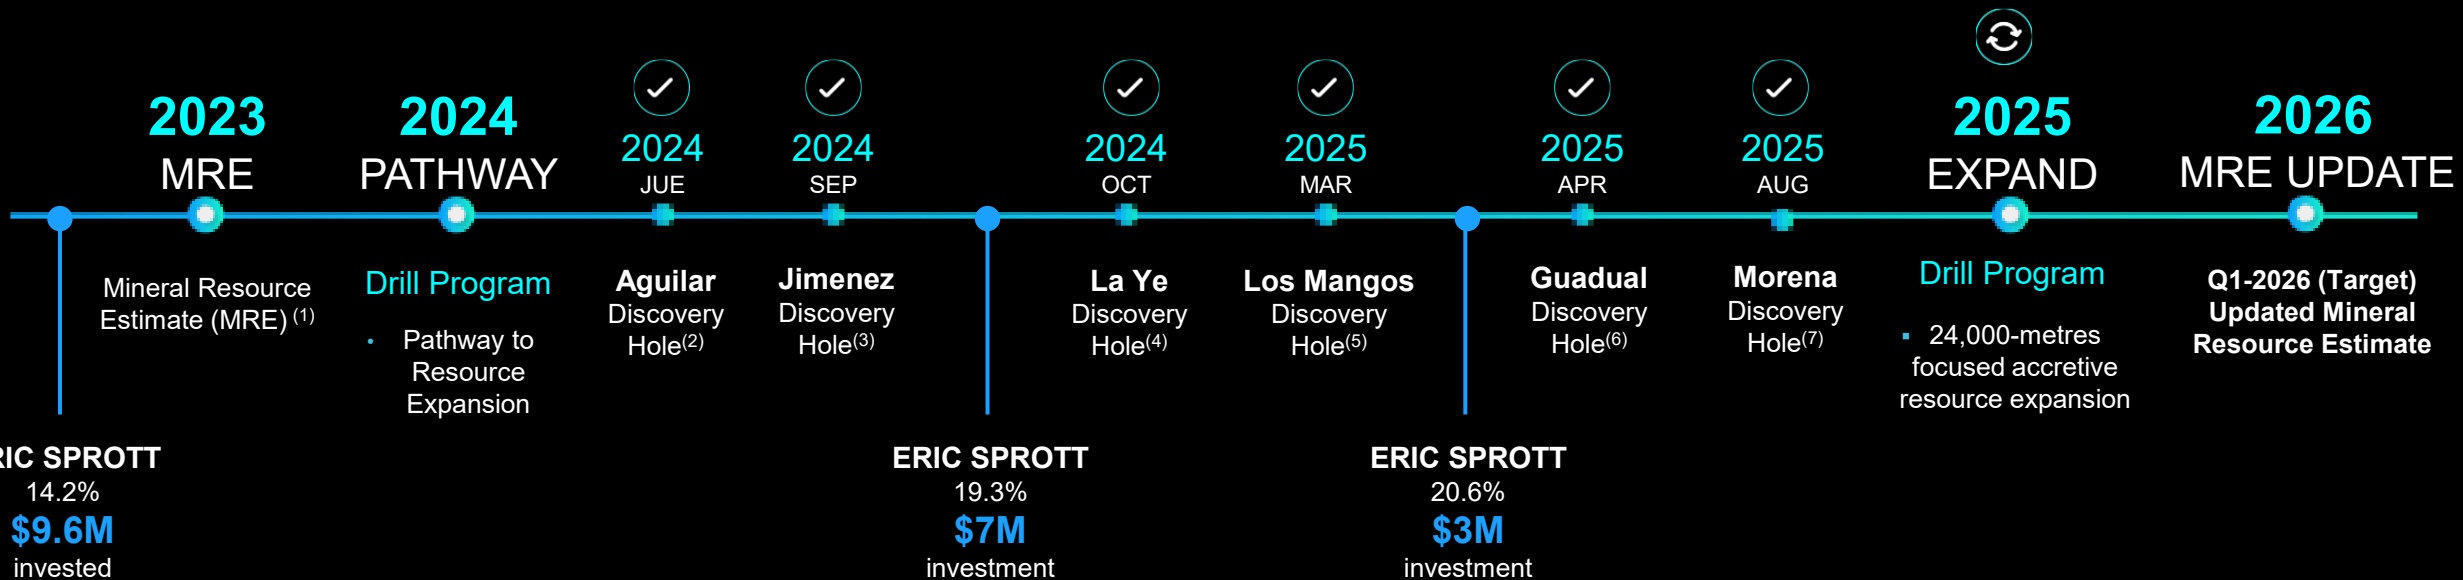 2023
MRE
Mineral Resource
Estimate (MRE) (1)
2024
PATHWAY
Drill Program
• Pathway to
Resource
Expansion
2024
JUE
Aguilar
Discovery
Hole(2)
2024
SEP
Jimenez
Discovery
Hole(3)
2024
OCT
La Ye
Discovery
Hole(4)
2025
MAR
Los Mangos
Discovery
Hole(5)
2025
APR
Guadual
Discovery
Hole(6)
2025
AUG
Morena
Discovery
Hole(7)
2025
EXPAND
Drill Program
▪ 24,000-metres
focused accretive
resource expansion
2026
MRE UPDATE
Q1-2026 (Target)
Updated Mineral
Resource Estimate
RIC SPROTT
14.2%
$9.6M
invested
ERIC SPROTT
19.3%
$7M
investment
ERIC SPROTT
20.6%
$3M
investment